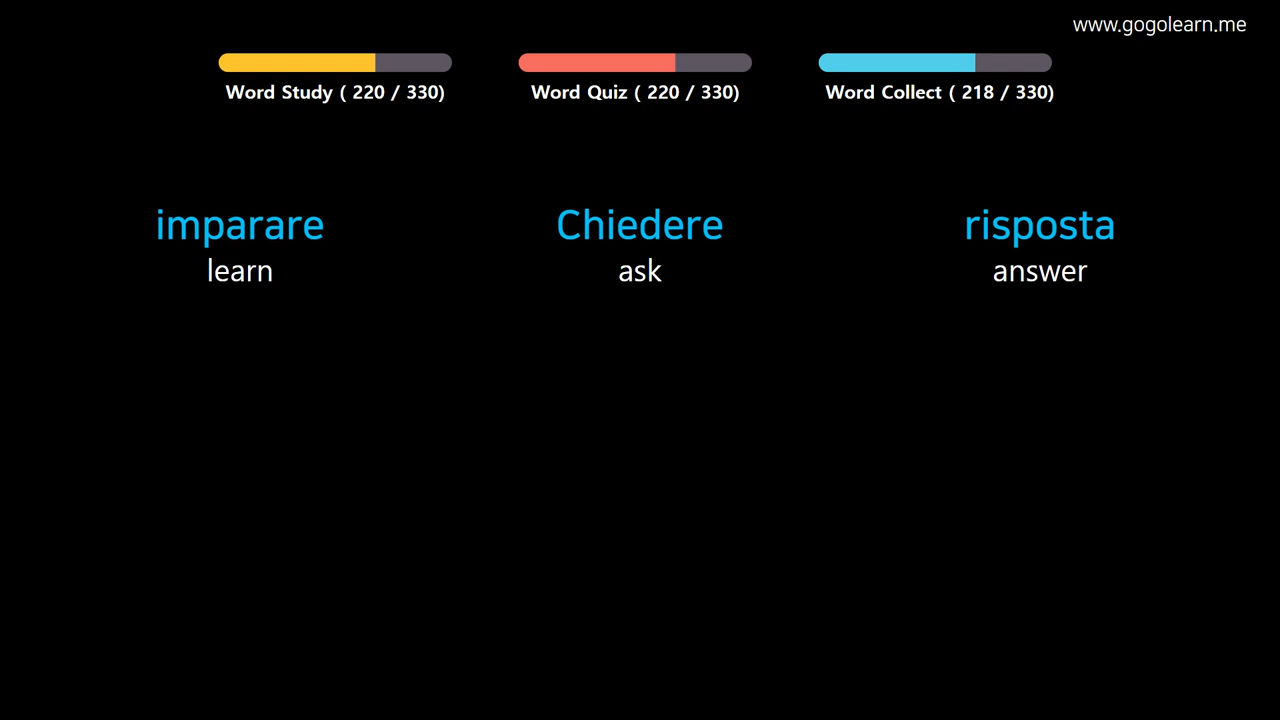 www.gogolearn.me
Word Study ( 220 / 330)
Word Quiz ( 220 / 330)
Word Collect ( 218 / 330)
imparare
learn
Chiedere
ask
risposta
answer